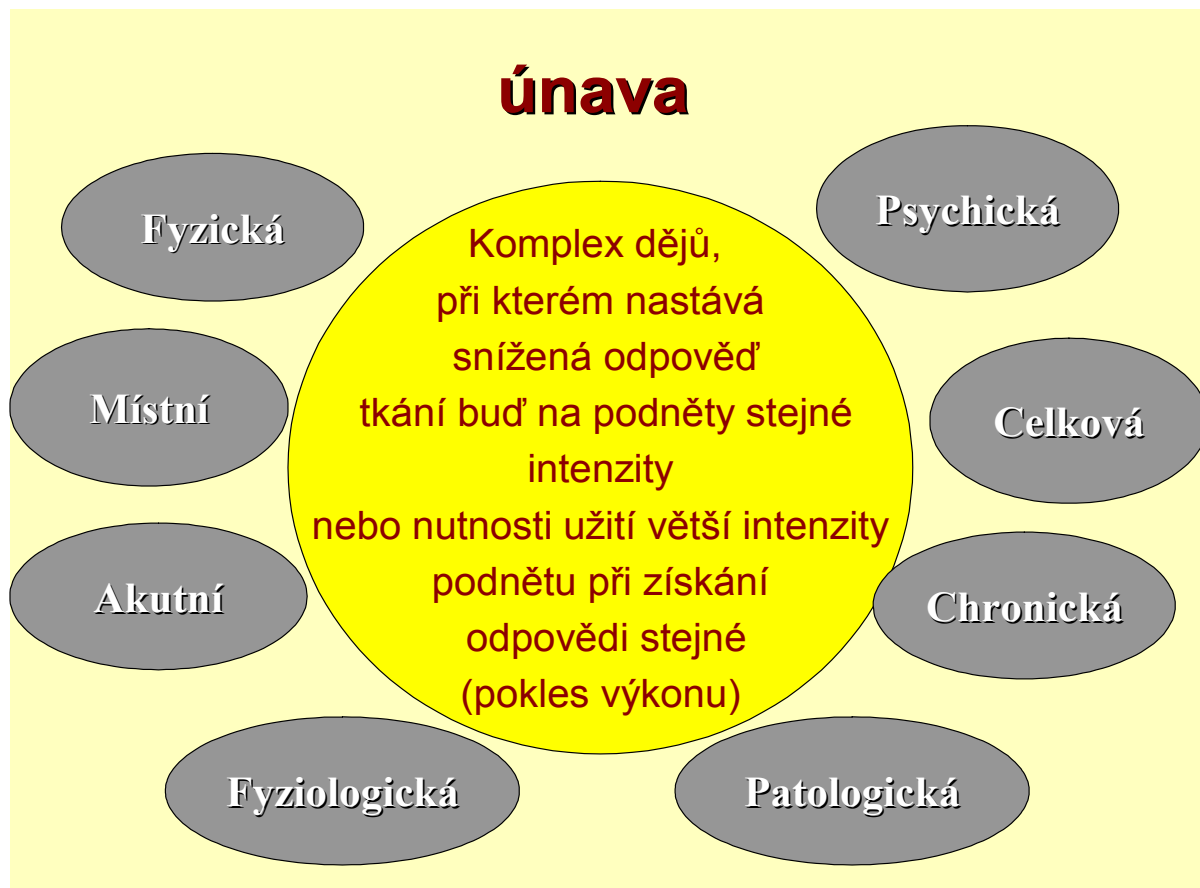 únava
Fyzická
Psychická
Komplex dějů,
při kterém nastává
snížená odpověď
tkání buď na podněty stejné
intenzity
nebo nutnosti užití větší intenzity
podnětu při získání
odpovědi stejné
(pokles výkonu)
Místní
Celková
Akutní
Chronická
Fyziologická
Patologická